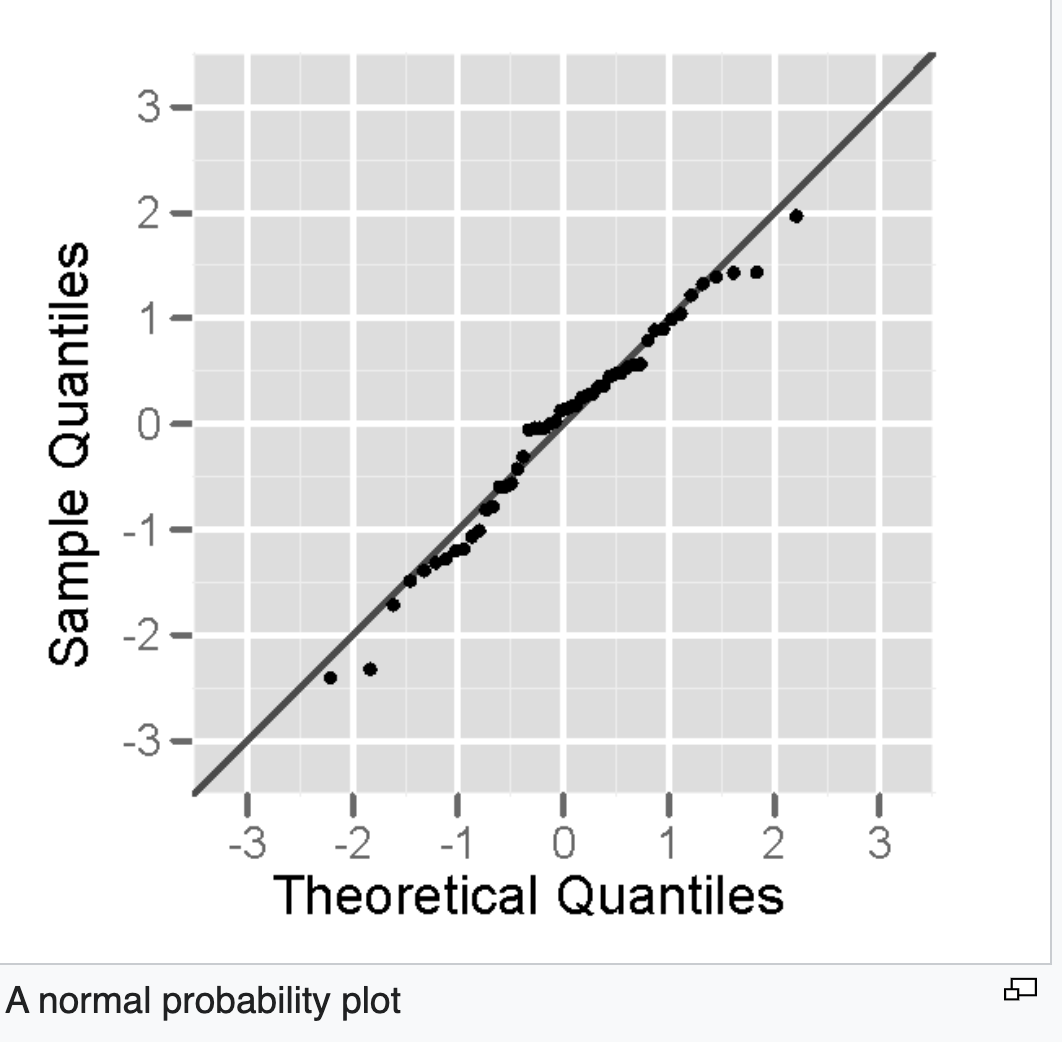 3
2
1
0
-1
-2
-3
Sample Quantiles
-3 -2 -1 0 1 2 3
Theoretical Quantiles
A normal probability plot